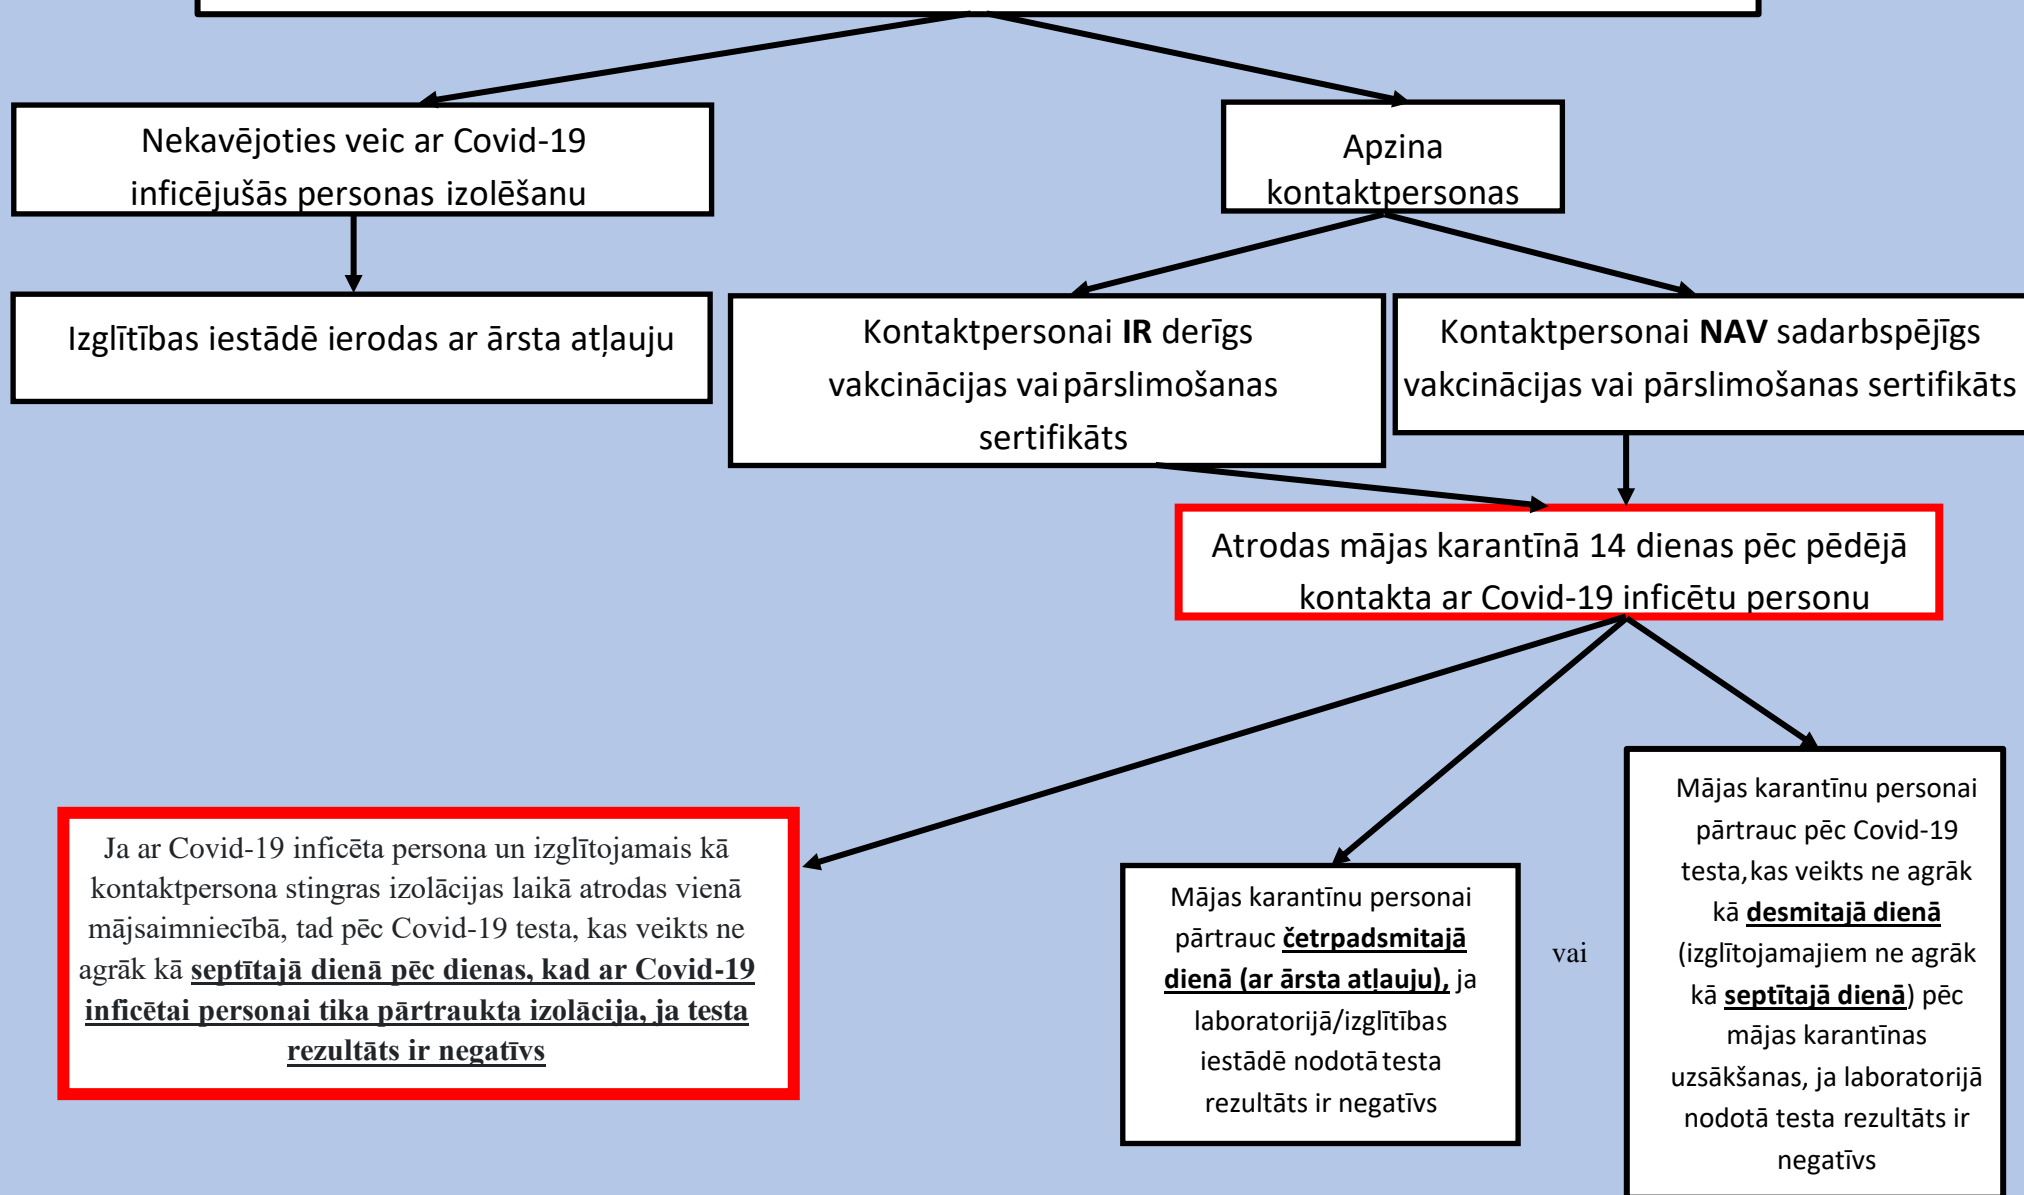 Nekavējoties veic ar Covid-19
inficējušās personas izolēšanu
Apzina
kontaktpersonas
Izglītības iestādē ierodas ar ārsta atļauju
Kontaktpersonai IR derīgs
vakcinācijas vai pārslimošanas
sertifikāts
Kontaktpersonai NAV sadarbspējīgs
vakcinācijas vai pārslimošanas sertifikāts
Atrodas mājas karantīnā 14 dienas pēc pēdējā
kontakta ar Covid-19 inficētu personu
Ja ar Covid-19 inficēta persona un izglītojamais kā
kontaktpersona stingras izolācijas laikā atrodas vienā
mājsaimniecībā, tad pēc Covid-19 testa, kas veikts ne
agrāk kā septītajā dienā pēc dienas, kad ar Covid-19
inficētai personai tika pārtraukta izolācija, ja testa
rezultāts ir negatīvs
Mājas karantīnu personai
pārtrauc četrpadsmitajā
dienā (ar ārsta atļauju), ja
laboratorijā/izglītības
iestādē nodotā testa
rezultāts ir negatīvs
vai
Mājas karantīnu personai
pārtrauc pēc Covid-19
testa, kas veikts ne agrāk
kā desmitajā dienā
(izglītojamajiem ne agrāk
kā septītajā dienā) pēc
mājas karantīnas
uzsākšanas, ja laboratorijā
nodotā testa rezultāts ir
negatīvs